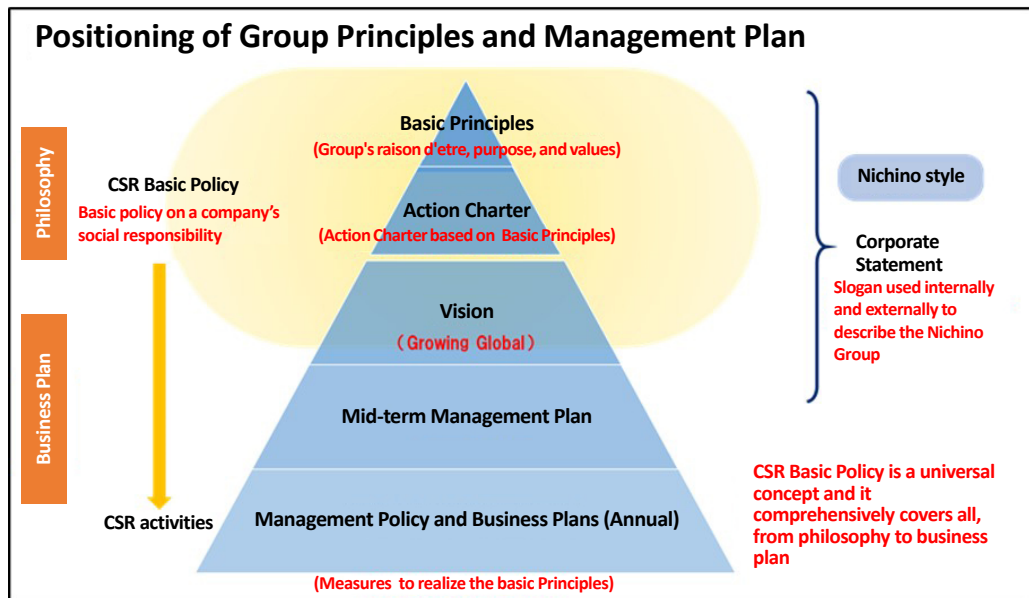 Positioning of Group Principles and Management Plan
Philosophy
Business Plan
CSR Basic Policy
Basic policy on a company's
social responsibility
CSR activities
Basic Principles
(Group's raison d'etre, purpose, and values)
Action Charter
(Action Charter based on Basic Principles)
Vision
(Growing Global)
Mid-term Management Plan
Management Policy and Business Plans (Annual)
(Measures to realize the basic Principles)
Nichino style
Corporate
Statement
Slogan used internally
and externally to
describe the Nichino
Group
CSR Basic Policy is a universal
concept and it
comprehensively covers all,
from philosophy to business
plan